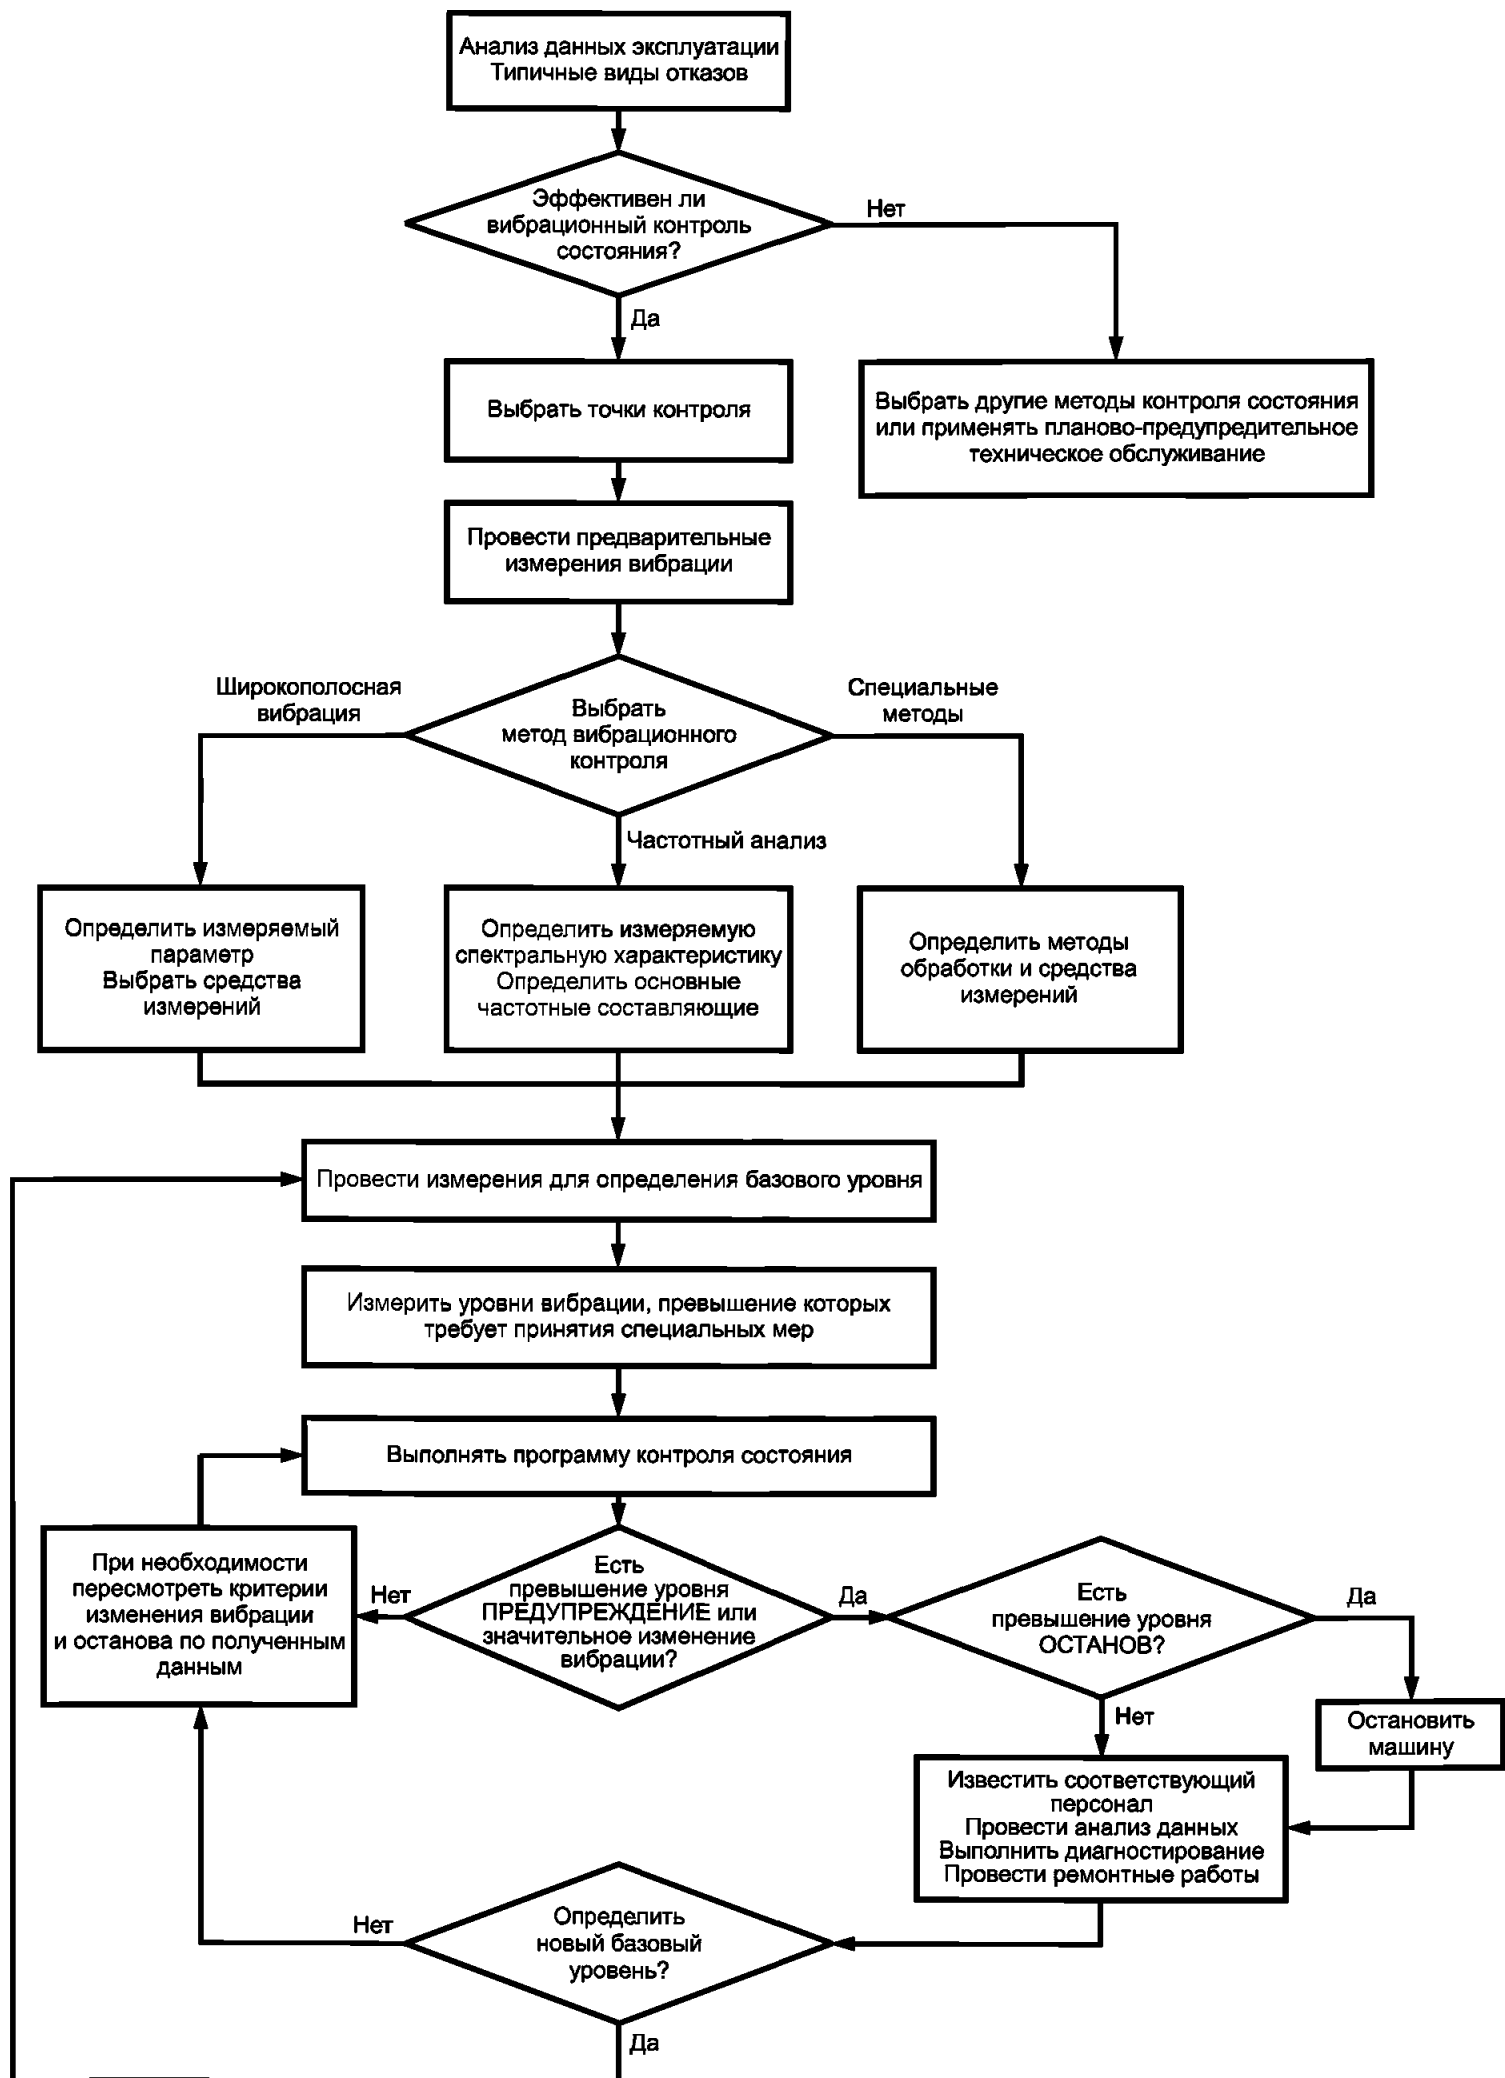 Анализ данных эксплуатации
Типичные виды отказов
Эффективен ли
вибрационный контроль
состояния?
Нет
Да
Выбрать точки контроля
Выбрать другие методы контроля состояния
или применять планово-предупредительное
техническое обслуживание
Провести предварительные
измерения вибрации
Широкополосная
вибрация
Выбрать
метод вибрационного
контроля
Специальные
методы
Частотный анализ
Определить измеряемый
параметр
Выбрать средства
измерений
Определить измеряемую
спектральную характеристику
Определить основные
частотные составляющие
Определить методы
обработки и средства
измерений
Провести измерения для определения базового уровня
Измерить уровни вибрации, превышение которых
требует принятия специальных мер
Выполнять программу контроля состояния
При необходимости
пересмотреть критерии
изменения вибрации
и останова по полученным
данным
Нет
Есть
превышение уровня
ПРЕДУПРЕЖДЕНИЕ или
значительное изменение
вибрации?
Да
Есть
превышение уровня
ОСТАНОВ?
Да
Нет
Остановить
машину
Известить соответствующий
персонал
Провести анализ данных
Выполнить диагностирование
Провести ремонтные работы
Нет
Определить
новый базовый
уровень?
Да